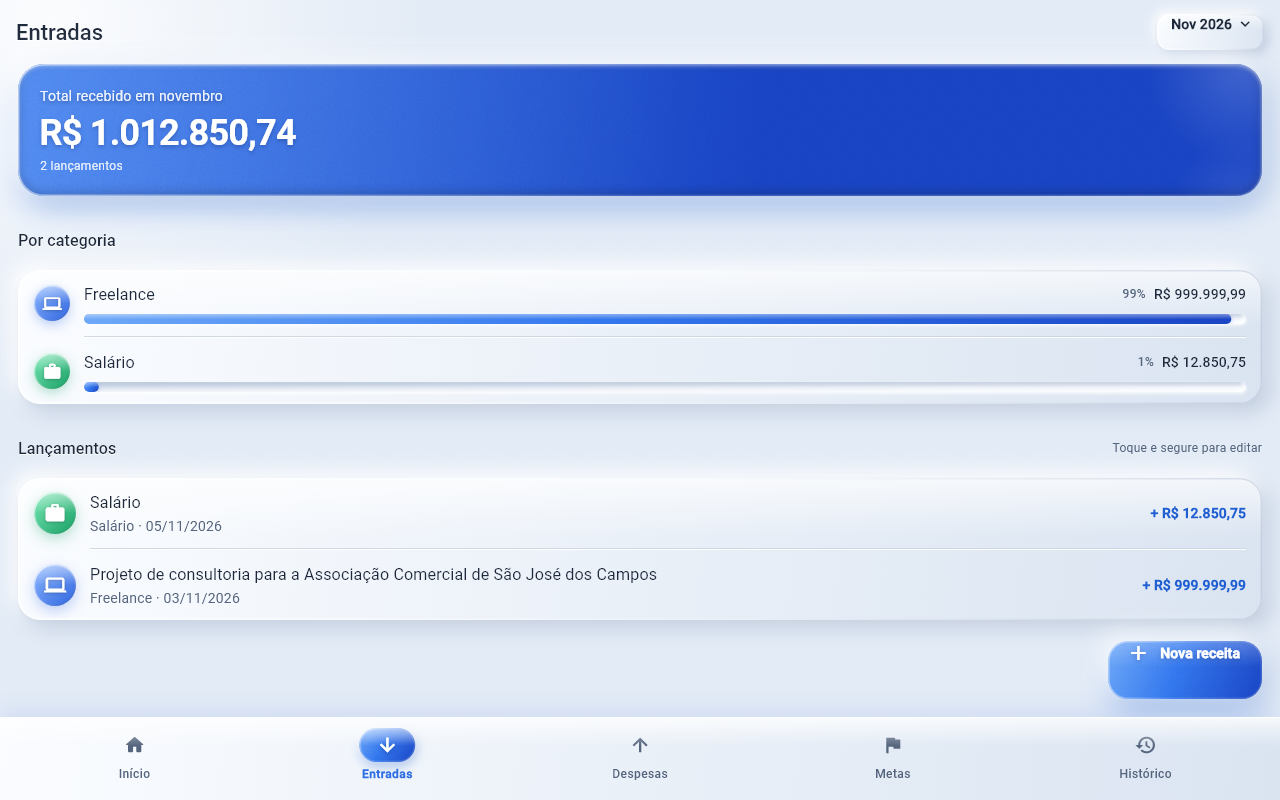 Entradas
Nov 2026
Total recebido em novembro
R$ 1.012.850,74
2 lançamentos
Por categoria
Freelance
99% R$ 999.999,99
Salário
1% R$ 12.850,75
Lançamentos
Toque e segure para editar
Salário
Salário · 05/11/2026
+ R$ 12.850,75
Projeto de consultoria para a Associação Comercial de São José dos Campos
Freelance · 03/11/2026
+ R$ 999.999,99
Nova receita
Início
Entradas
Despesas
Metas
Histórico